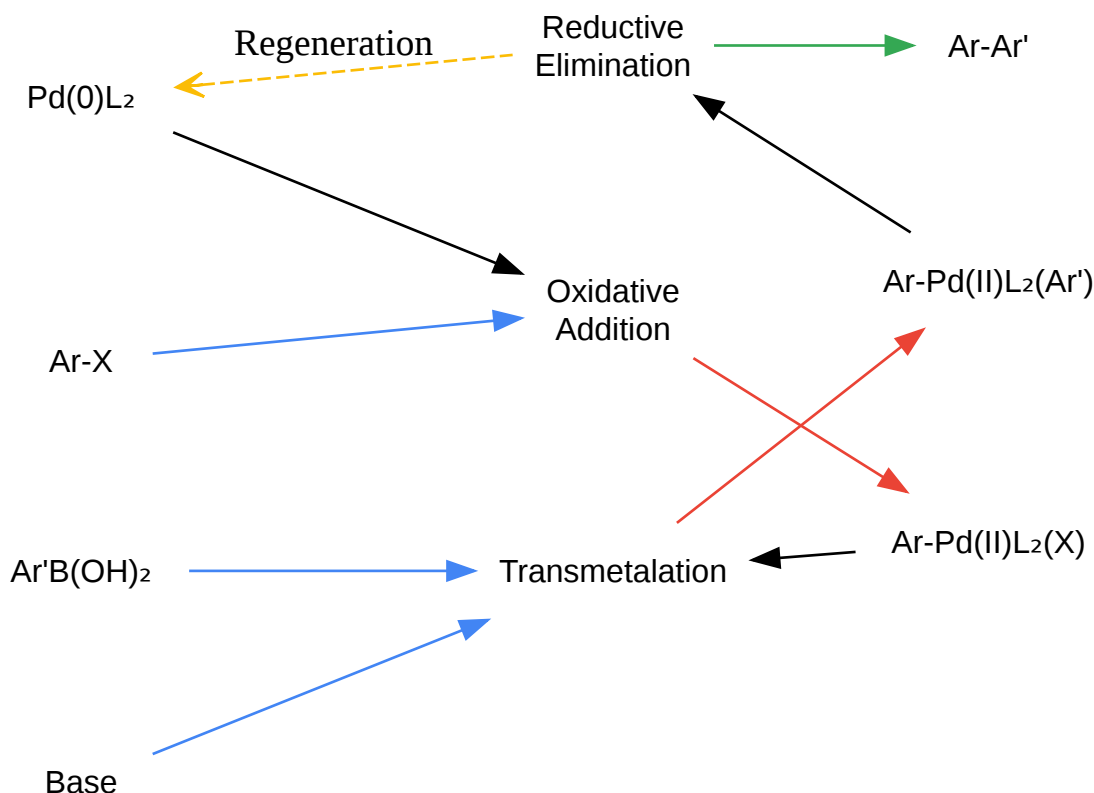 Regeneration
Reductive
Elimination
Ar-Ar'
Pd(0)L₂
Oxidative
Addition
Ar-Pd(II)L₂(Ar')
Ar-X
Ar'B(OH)₂
Transmetalation
Ar-Pd(II)L₂(X)
Base